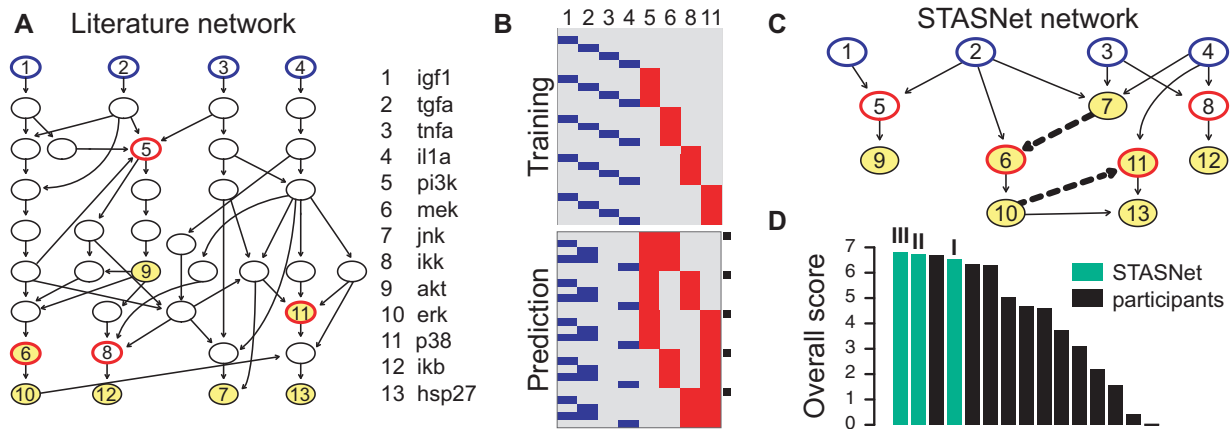 A Literature network
1 2 3 4
5
9
11
6 8
10 12 7 13
1 igf1
2 tgfa
3 tnfa
4 il1a
5 pi3k
6 mek
7 jnk
8 ikk
9 akt
10 erk
11 p38
12 ikb
13 hsp27
B
1 2 3 4 5 6 8 11
Training
Prediction
C STASNet network
1 2 3 4
5 7 8
9 6 11 12
10 13
D
Overall score
7
6
5
4
3
2
1
0
III II I
STASNet
participants